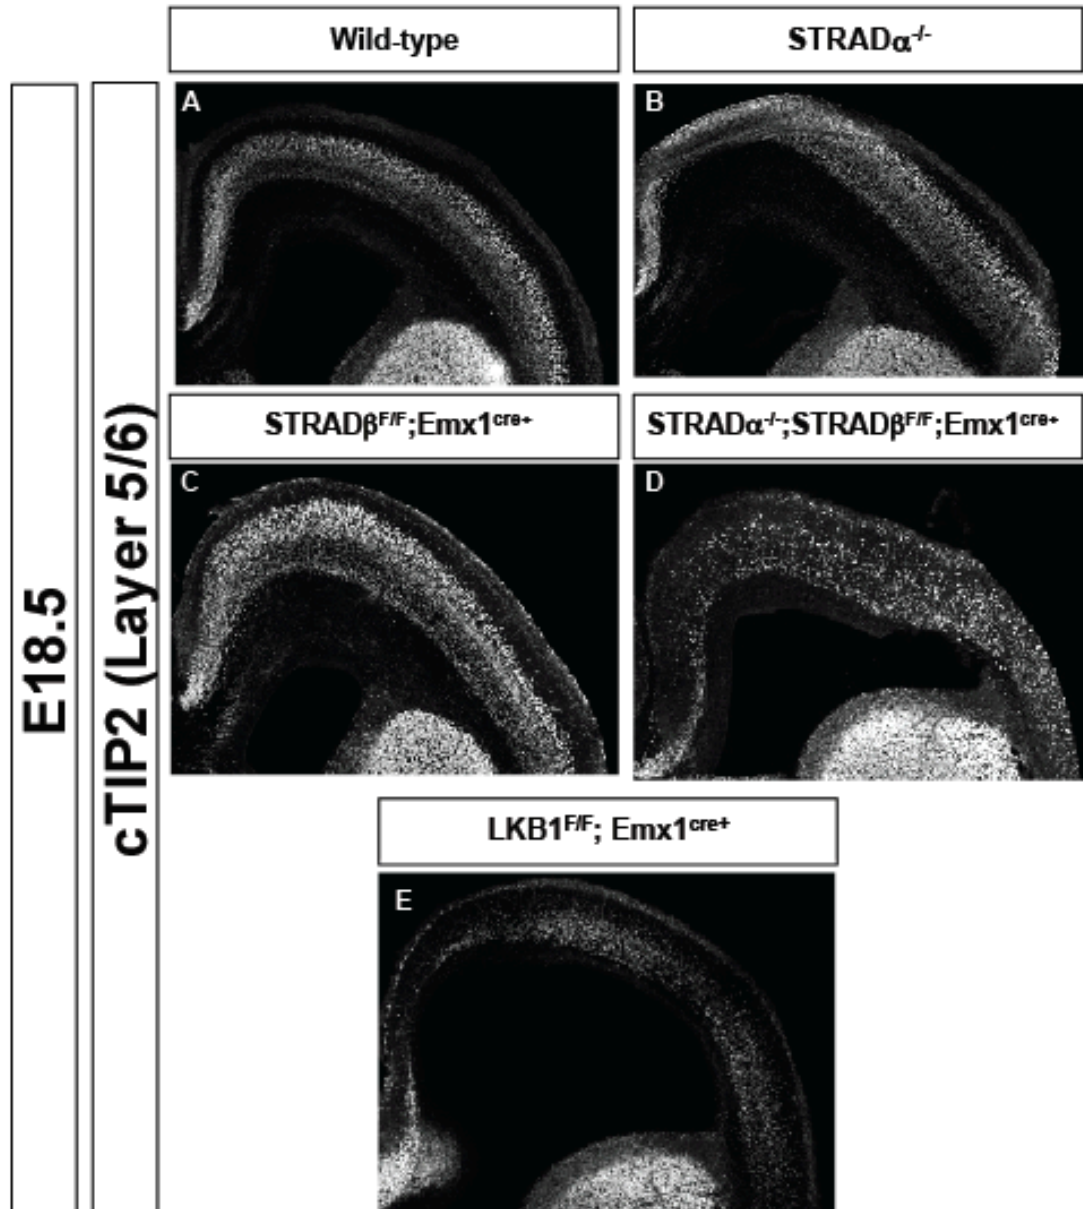 Wild-type
STRADα-/-
E18.5
cTIP2 (Layer 5/6)
A
B
STRADβF/F;Emx1cre+
STRADα-/-;STRADβF/F;Emx1cre+
C
D
LKB1F/F; Emx1cre+
E